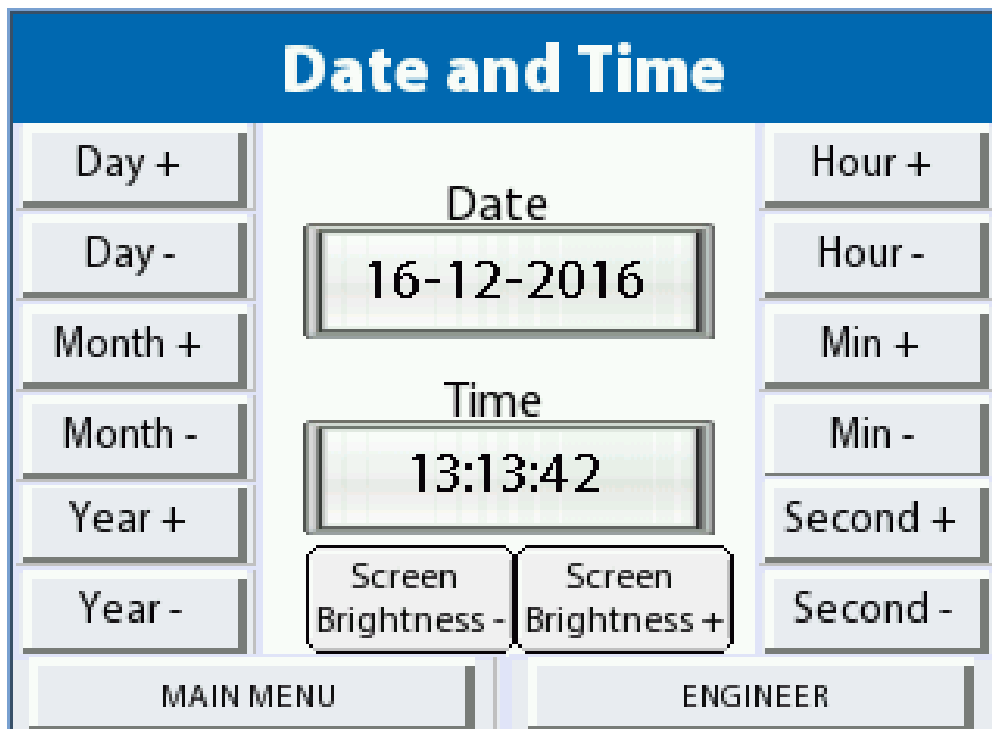 Date and Time
Day +
Day -
Month +
Month -
Year +
Year -
Date
16-12-2016
Time
13:13:42
Screen
Brightness -
Screen
Brightness +
Hour +
Hour -
Min +
Min -
Second +
Second -
MAIN MENU
ENGINEER